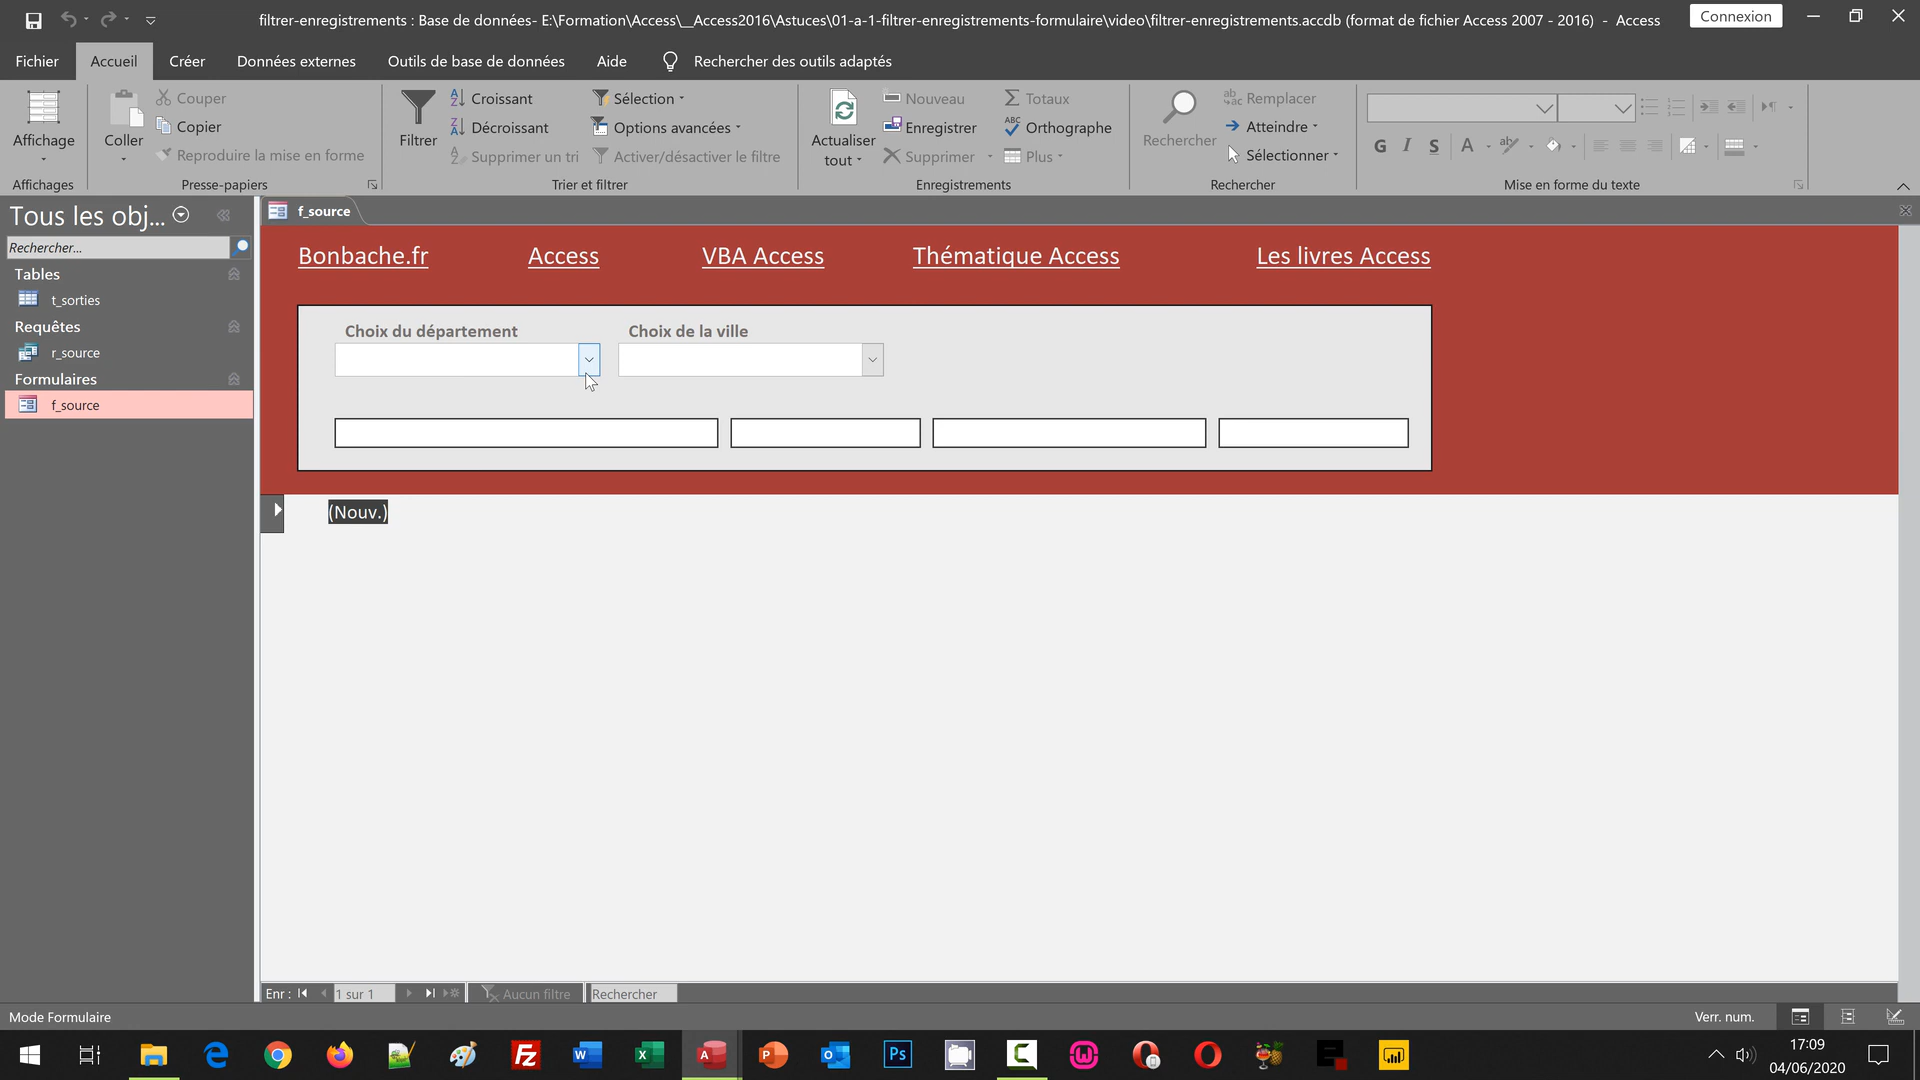 filtrer-enregistrements : Base de données- E:\Formation\Access\__Access2016\Astuces\01-a-1-filtrer-enregistrements-formulaire\video\filtrer-enregistrements.accdb (format de fichier Access 2007 - 2016) - Access
Connexion
Fichier
Accueil
Créer
Données externes
Outils de base de données
Aide
Rechercher des outils adaptés
Affichage
Affichages
Coller
Couper
Copier
Reproduire la mise en forme
Presse-papiers
Filtrer
Croissant
Décroissant
Supprimer un tri
Sélection
Options avancées
Activer/désactiver le filtre
Trier et filtrer
Actualiser
tout
Nouveau
Enregistrer
Supprimer
Totaux
Orthographe
Plus
Enregistrements
Rechercher
Remplacer
Atteindre
Sélectionner
Rechercher
G I S A
Mise en forme du texte
Tous les obj...
Rechercher...
Tables
t_sorties
Requêtes
r_source
Formulaires
f_source
f_source
Bonbache.fr
Access
VBA Access
Thématique Access
Les livres Access
Choix du département
Choix de la ville
(Nouv.)
Enr :
1 sur 1
Aucun filtre
Rechercher
Mode Formulaire
Verr. num.
17:09
04/06/2020